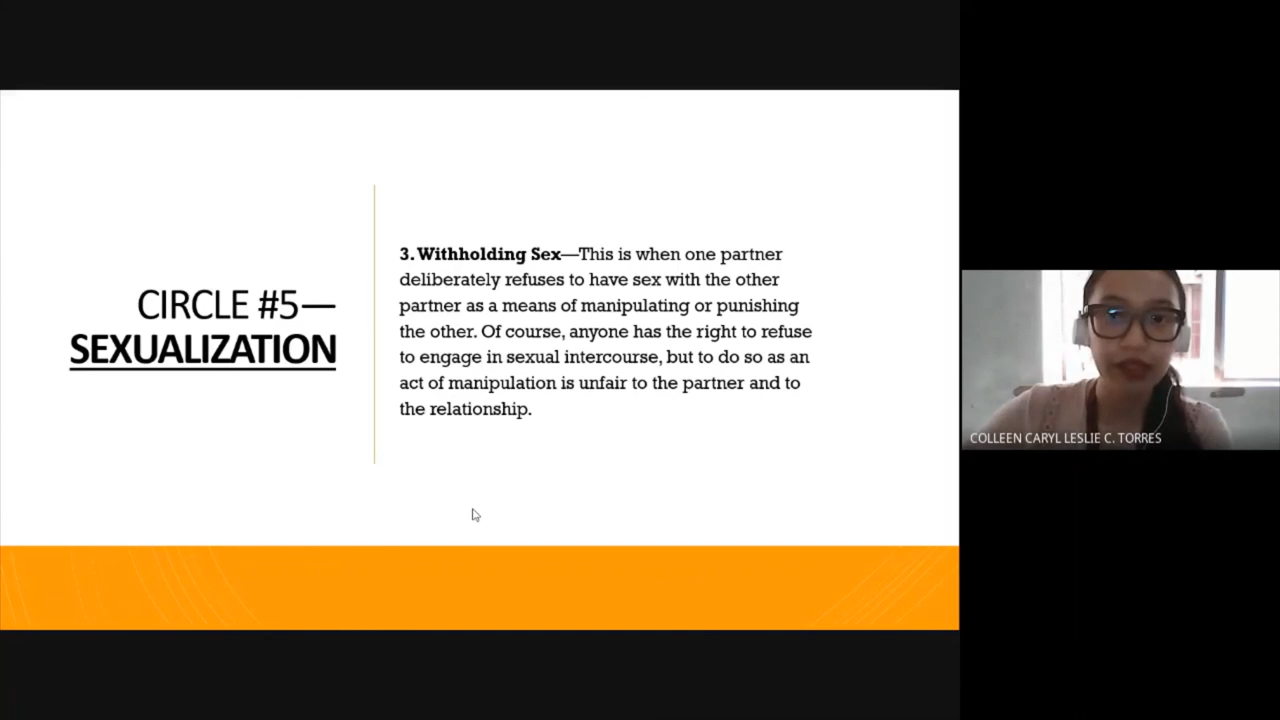 CIRCLE #5—
SEXUALIZATION
3. Withholding Sex—This is when one partner
deliberately refuses to have sex with the other
partner as a means of manipulating or punishing
the other. Of course, anyone has the right to refuse
to engage in sexual intercourse, but to do so as an
act of manipulation is unfair to the partner and to
the relationship.
COLLEEN CARYL LESLIE C. TORRES